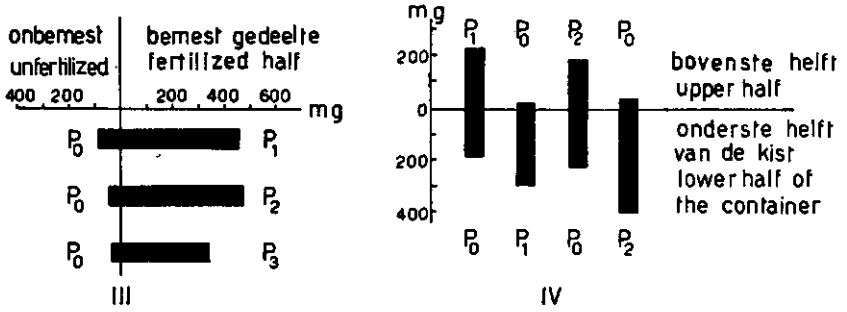 onbemest
unfertilized
bemest gedeelte
fertilized half
400 200 0 200 400 600 mg
P0 P1
P0 P2
P0 P3
III
mg
P1 P0 P2 P0
200
0
200
400
bovenste helft
upper half
onderste helft
van de kist
lower half of
the container
P0 P1 P0 P2
IV